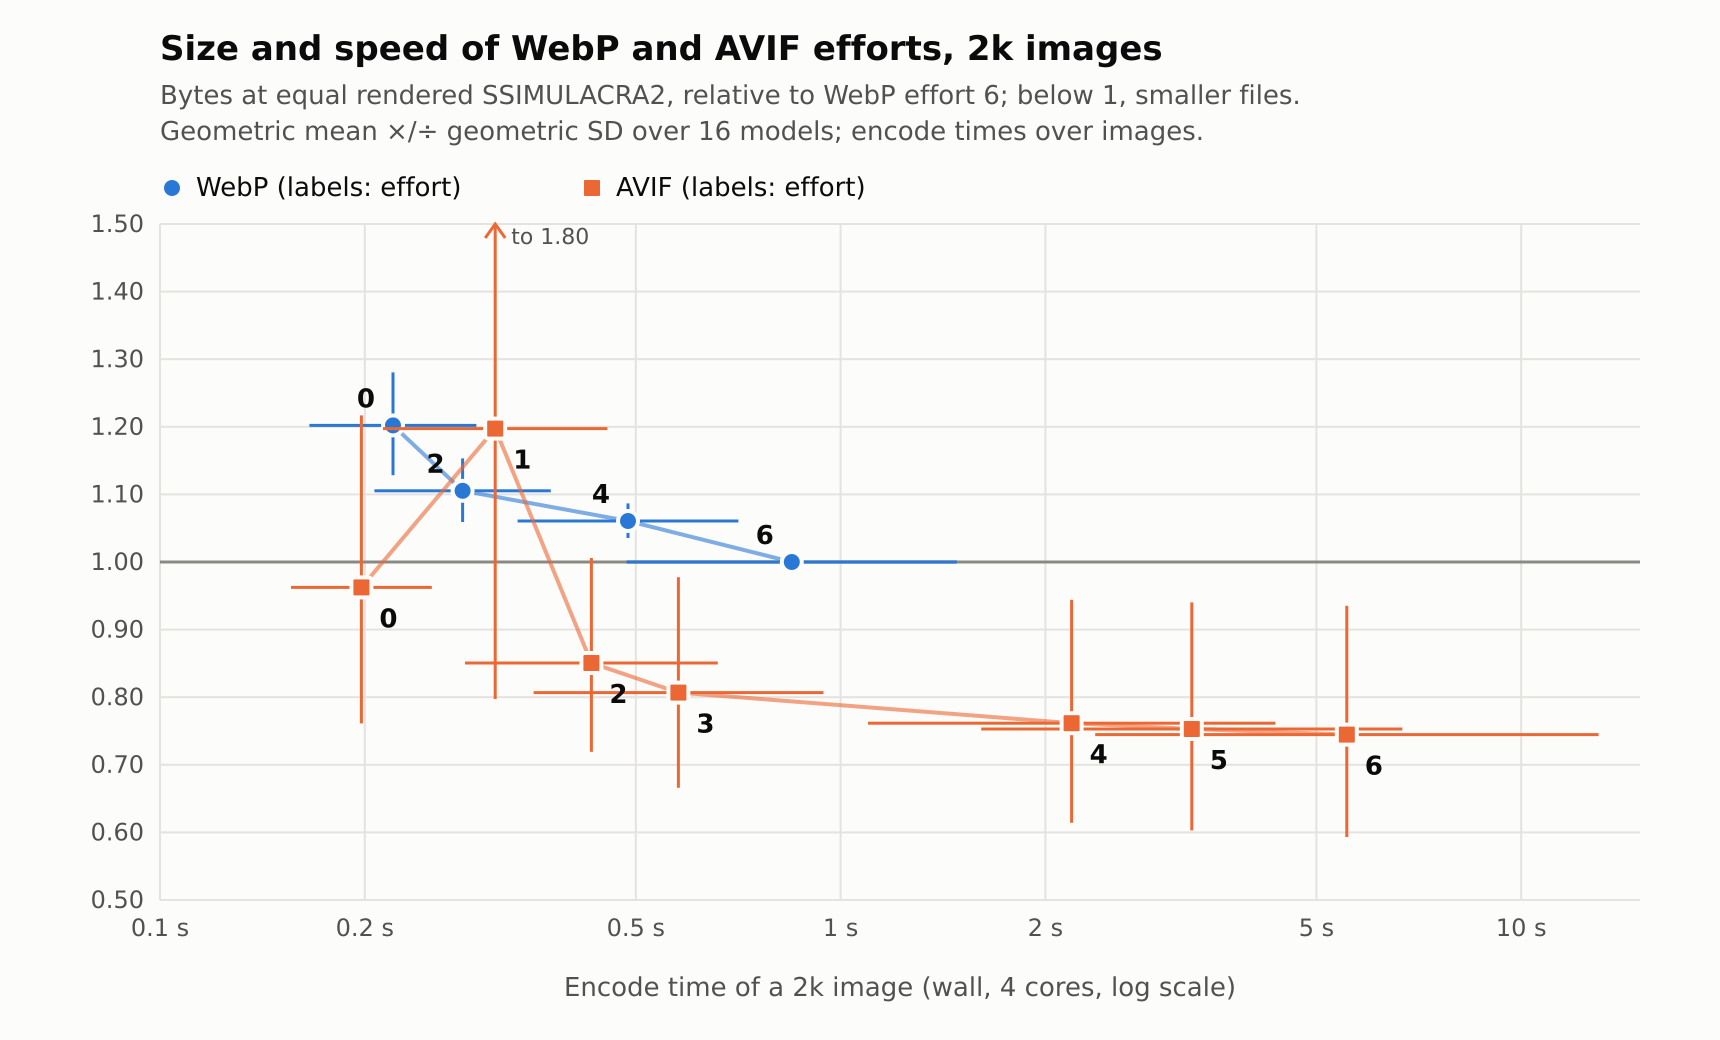 Size and speed of WebP and AVIF efforts, 2k images
Bytes at equal rendered SSIMULACRA2, relative to WebP effort 6; below 1, smaller files.
Geometric mean ×/÷ geometric SD over 16 models; encode times over images.
WebP (labels: effort)
AVIF (labels: effort)
1.50
to 1.80
1.40
1.30
0
1.20
2
1
1.10
4
6
1.00
0.90
0
0.80
2
3
4
5
6
0.70
0.60
0.50
0.1 s
0.2 s
0.5 s
1 s
2 s
5 s
10 s
Encode time of a 2k image (wall, 4 cores, log scale)